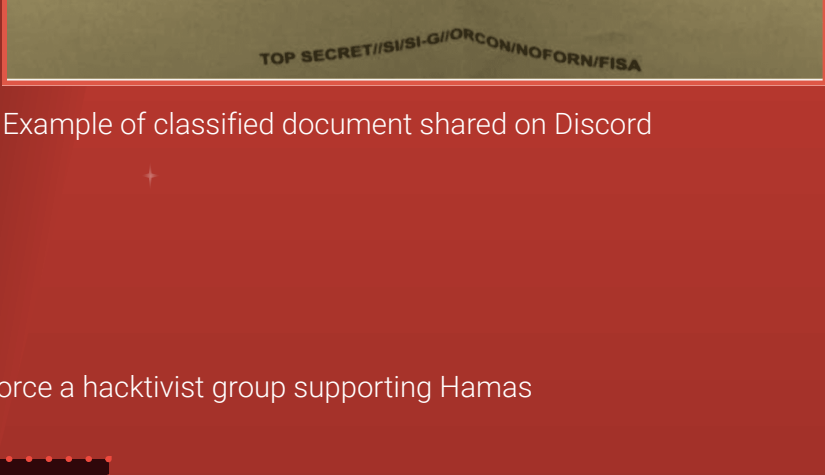 TOP SECRET//SI/SI-G//ORCON/NOFORN/FISA
Example of classified document shared on Discord
orce a hacktivist group supporting Hamas